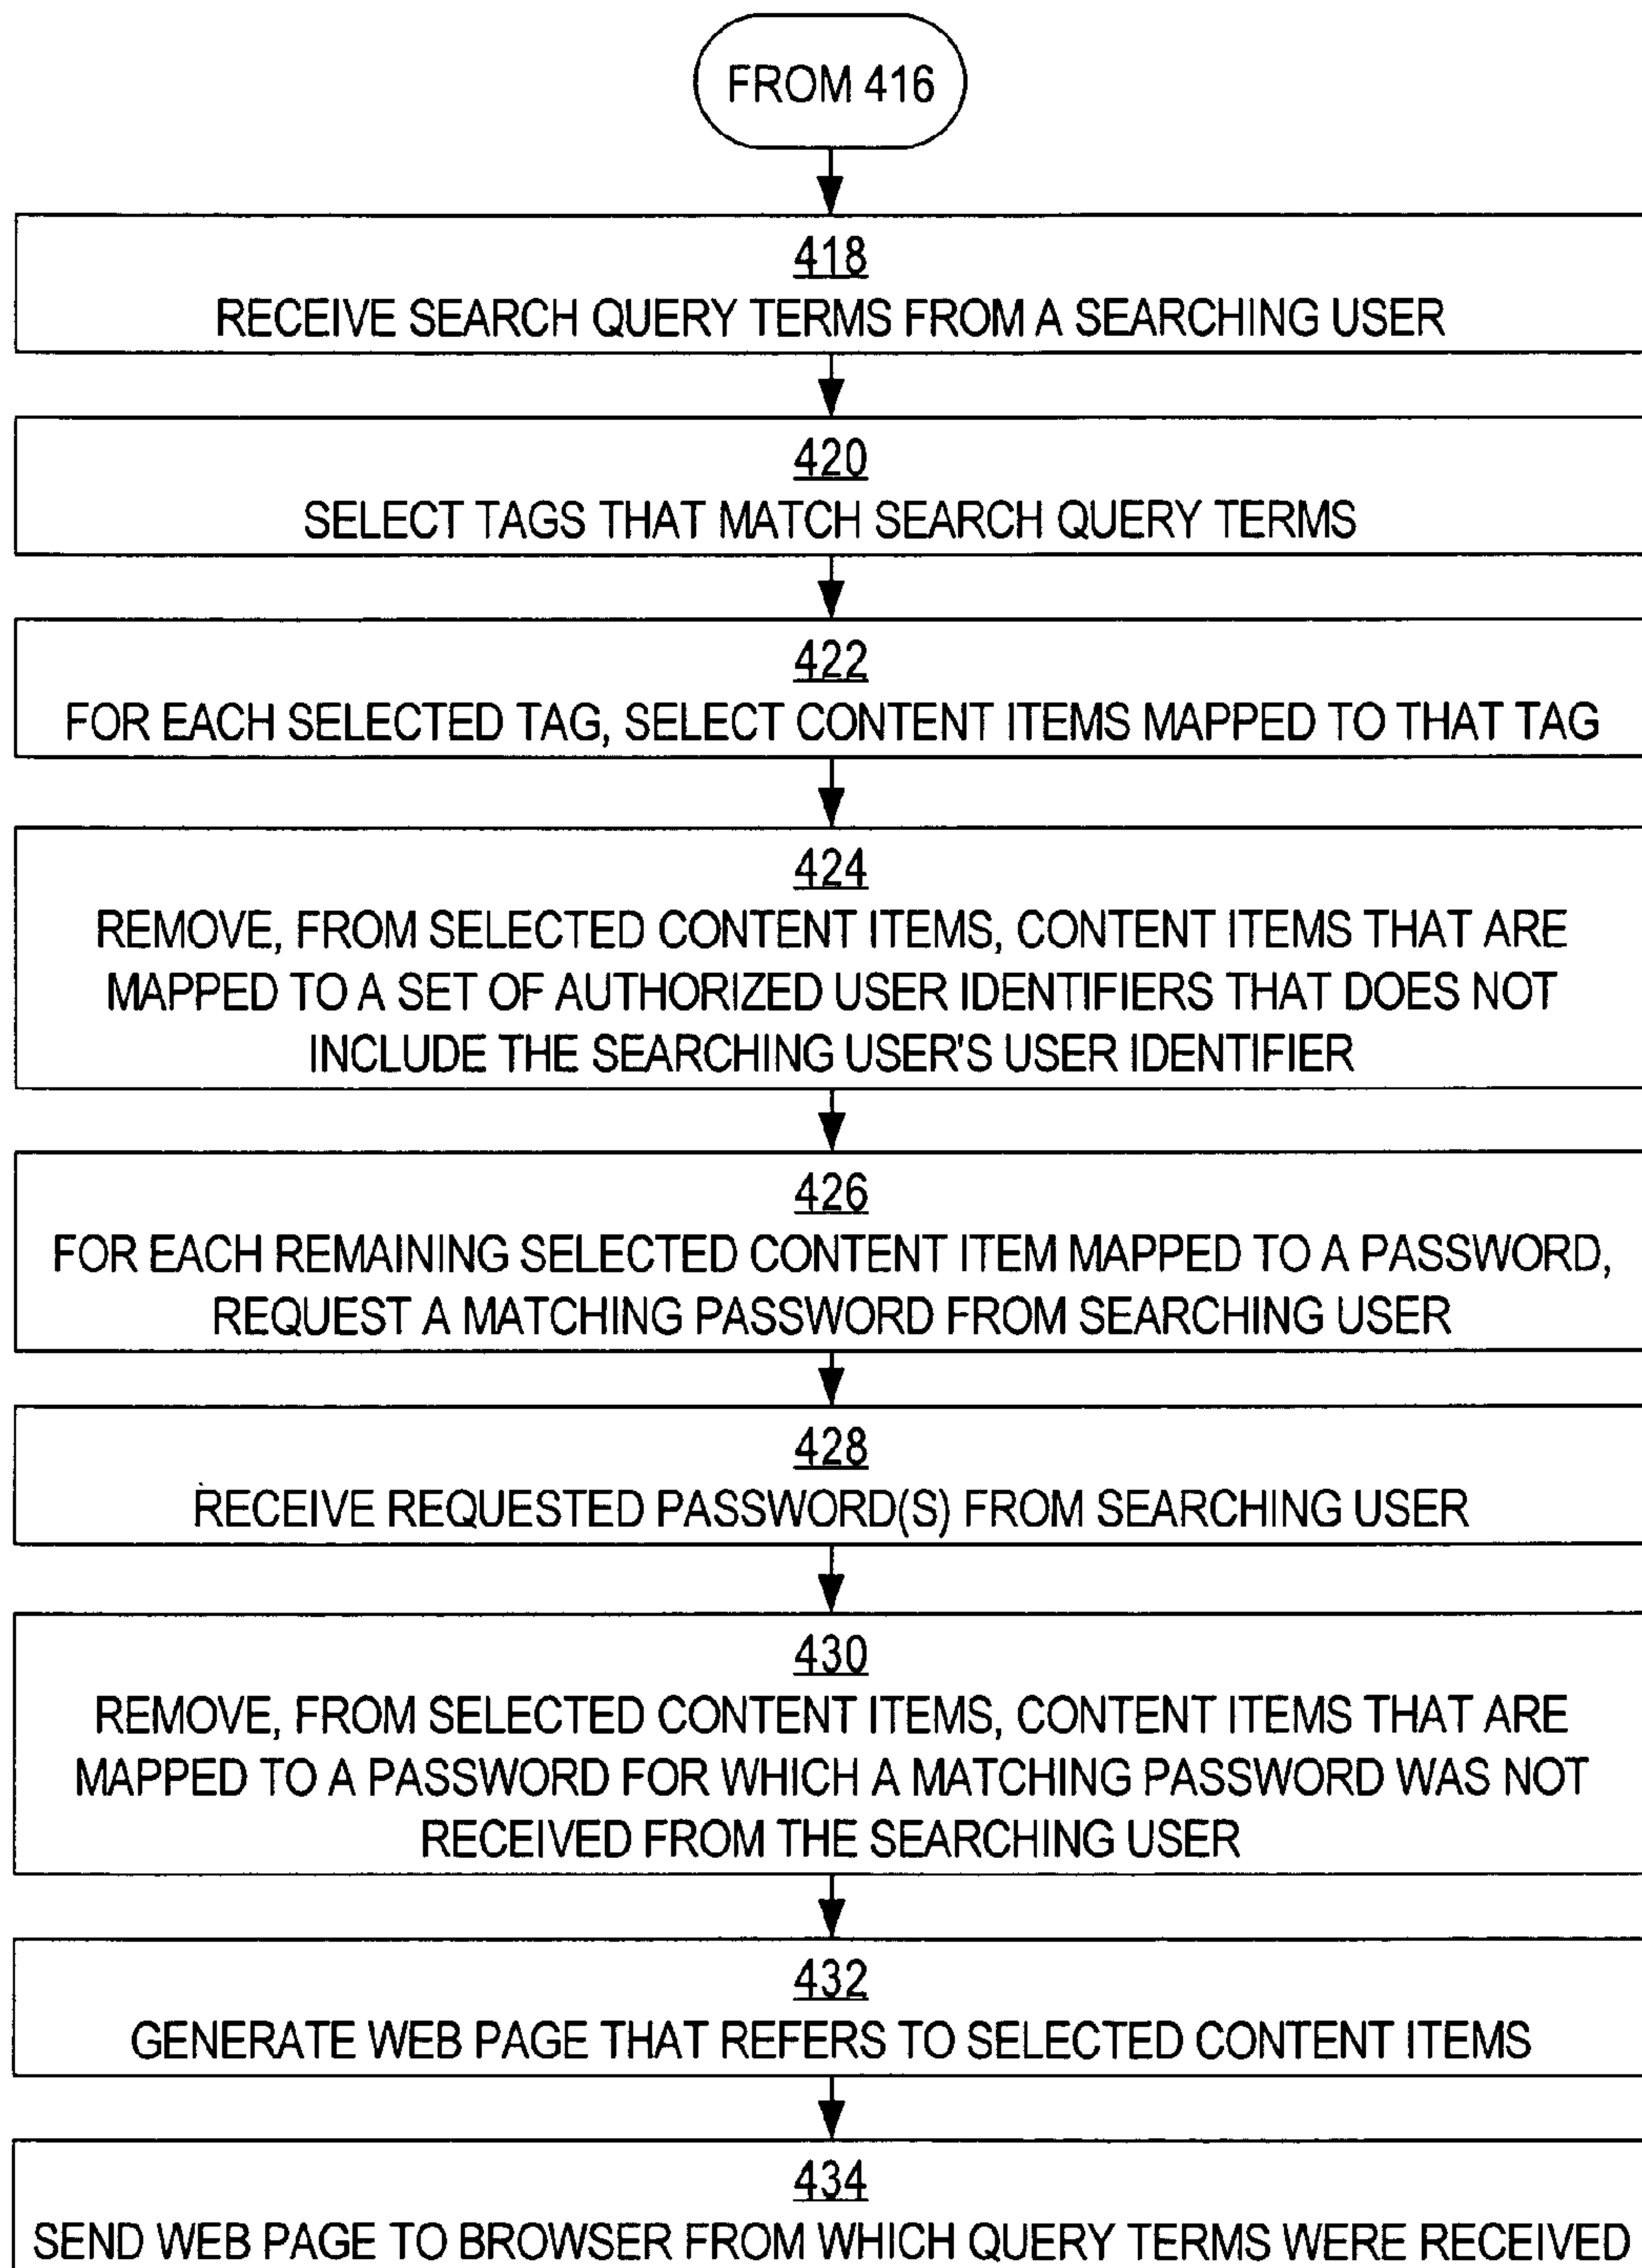 FROM 416
418
RECEIVE SEARCH QUERY TERMS FROM A SEARCHING USER
420
SELECT TAGS THAT MATCH SEARCH QUERY TERMS
422
FOR EACH SELECTED TAG, SELECT CONTENT ITEMS MAPPED TO THAT TAG
424
REMOVE, FROM SELECTED CONTENT ITEMS, CONTENT ITEMS THAT ARE
MAPPED TO A SET OF AUTHORIZED USER IDENTIFIERS THAT DOES NOT
INCLUDE THE SEARCHING USER'S USER IDENTIFIER
426
FOR EACH REMAINING SELECTED CONTENT ITEM MAPPED TO A PASSWORD,
REQUEST A MATCHING PASSWORD FROM SEARCHING USER
428
RECEIVE REQUESTED PASSWORD(S) FROM SEARCHING USER
430
REMOVE, FROM SELECTED CONTENT ITEMS, CONTENT ITEMS THAT ARE
MAPPED TO A PASSWORD FOR WHICH A MATCHING PASSWORD WAS NOT
RECEIVED FROM THE SEARCHING USER
432
GENERATE WEB PAGE THAT REFERS TO SELECTED CONTENT ITEMS
434
SEND WEB PAGE TO BROWSER FROM WHICH QUERY TERMS WERE RECEIVED